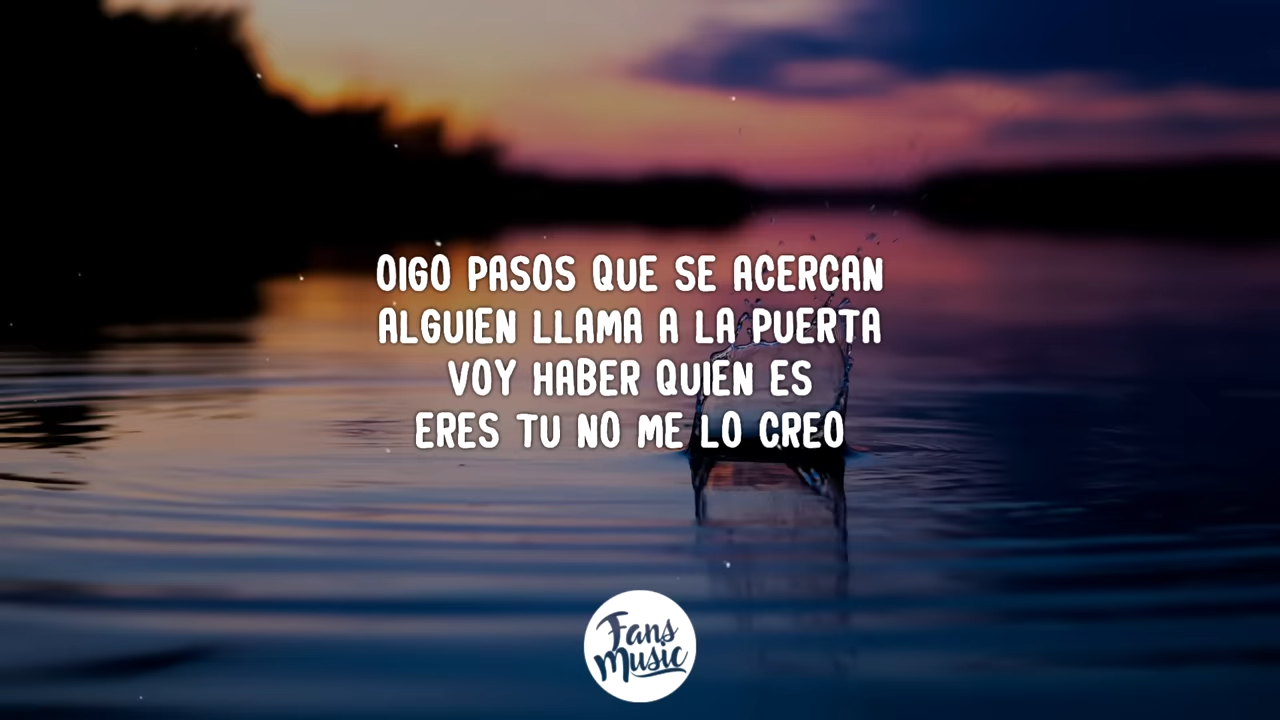 OIGO PASOS QUE SE ACERCAN
ALGUIEN LLAMA A LA PUERTA
VOY HABER QUIEN ES
ERES TU NO ME LO CREO
Fans
Music